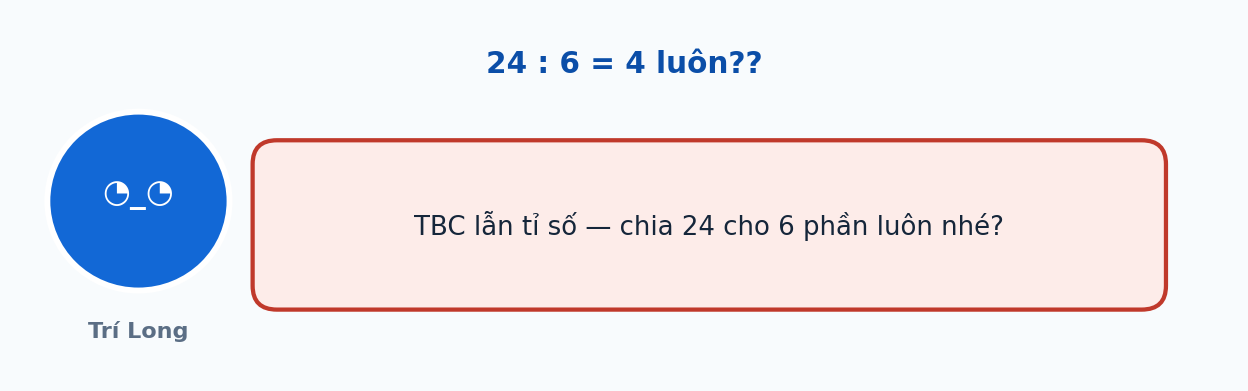 24 : 6 = 4 luôn??
◔_◔
TBC lẫn tỉ số — chia 24 cho 6 phần luôn nhé?
Trí Long